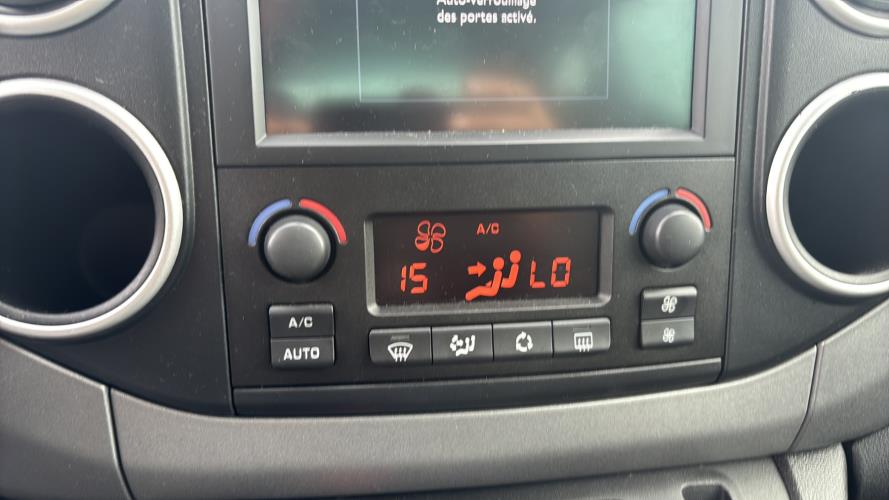 Auto-verrouillage
des portes activé.
A/C
15 LO
A/C
AUTO